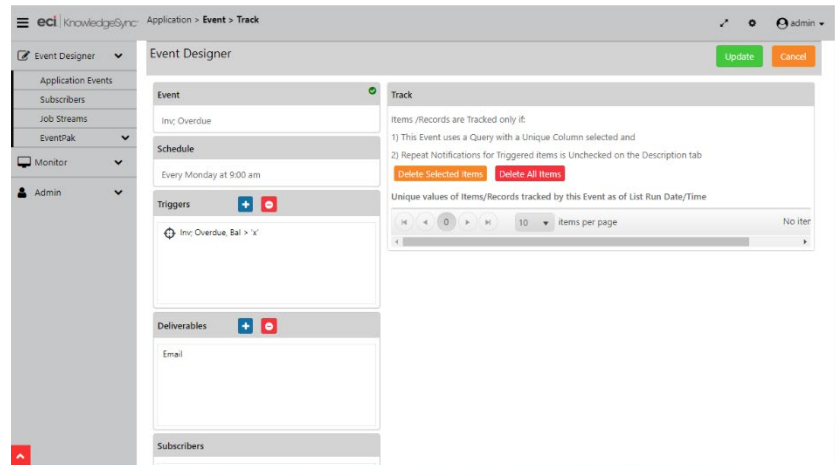 eci KnowledgeSync
Application > Event > Track
admin
Event Designer
Application Events
Subscribers
Job Streams
EventPak
Monitor
Admin
Event Designer
Update
Cancel
Event
Inv; Overdue
Schedule
Every Monday at 9:00 am
Triggers
Inv; Overdue, Bal > 'x'
Deliverables
Email
Subscribers
Track
Items /Records are Tracked only if:
1) This Event uses a Query with a Unique Column selected and
2) Repeat Notifications for Triggered items is Unchecked on the Description tab
Delete Selected Items
Delete All Items
Unique values of Items/Records tracked by this Event as of List Run Date/Time
0
10
items per page
No iter